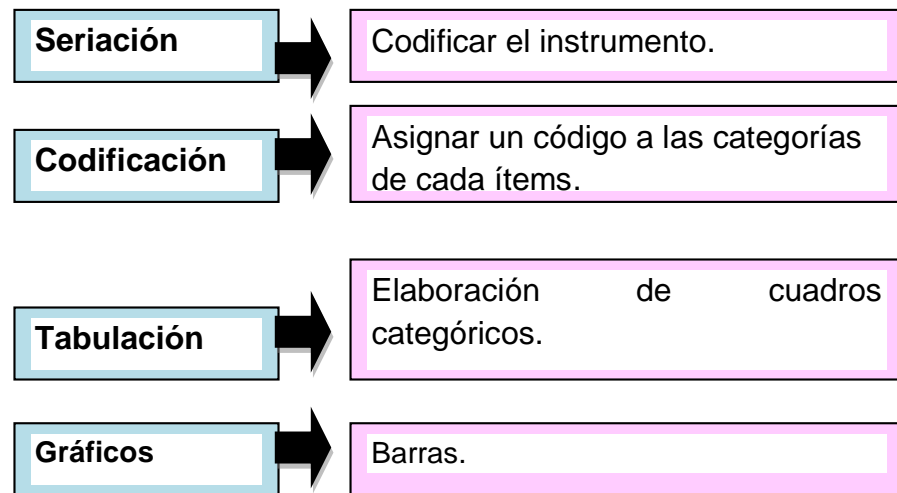 Seriación
Codificar el instrumento.
Codificación
Asignar un código a las categorías
de cada ítems.
Tabulación
Elaboración de cuadros
categóricos.
Gráficos
Barras.